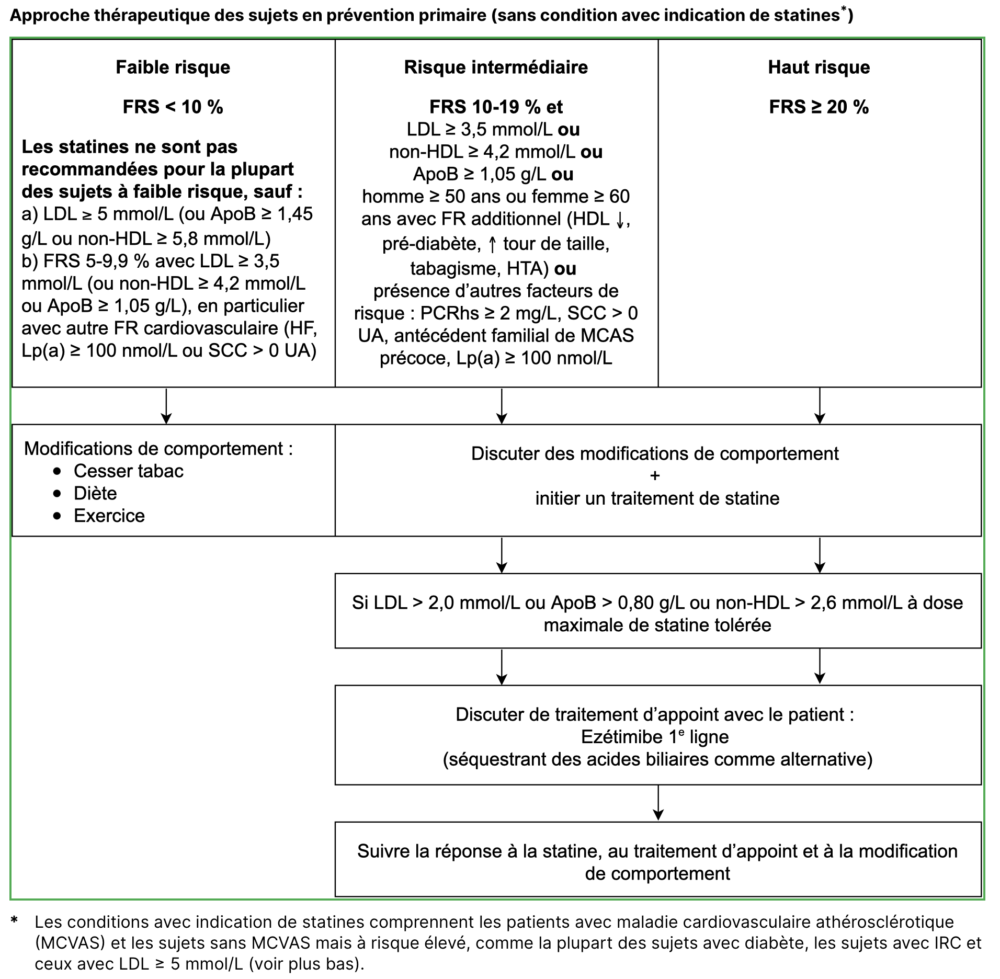 Approche thérapeutique des sujets en prévention primaire (sans condition avec indication de statines*)
Faible risque
FRS < 10 %
Les statines ne sont pas
recommandées pour la plupart
des sujets à faible risque, sauf :
a) LDL ≥ 5 mmol/L (ou ApoB ≥ 1,45
g/L ou non-HDL ≥ 5,8 mmol/L)
b) FRS 5-9,9 % avec LDL ≥ 3,5
mmol/L (ou non-HDL ≥ 4,2 mmol/L
ou ApoB ≥ 1,05 g/L), en particulier
avec autre FR cardiovasculaire (HF,
Lp(a) ≥ 100 nmol/L ou SCC > 0 UA)
Risque intermédiaire
FRS 10-19 % et
LDL ≥ 3,5 mmol/L ou
non-HDL ≥ 4,2 mmol/L ou
ApoB ≥ 1,05 g/L ou
homme ≥ 50 ans ou femme ≥ 60
ans avec FR additionnel (HDL ↓,
pré-diabète, ↑ tour de taille,
tabagisme, HTA) ou
présence d’autres facteurs de
risque : PCRhs ≥ 2 mg/L, SCC > 0
UA, antécédent familial de MCAS
précoce, Lp(a) ≥ 100 nmol/L
Haut risque
FRS ≥ 20 %
Modifications de comportement :
● Cesser tabac
● Diète
● Exercice
Discuter des modifications de comportement
+
initier un traitement de statine
Si LDL > 2,0 mmol/L ou ApoB > 0,80 g/L ou non-HDL > 2,6 mmol/L à dose
maximale de statine tolérée
Discuter de traitement d’appoint avec le patient :
Ezétimibe 1e ligne
(séquestrant des acides biliaires comme alternative)
Suivre la réponse à la statine, au traitement d’appoint et à la modification
de comportement
* Les conditions avec indication de statines comprennent les patients avec maladie cardiovasculaire athérosclérotique
(MCVAS) et les sujets sans MCVAS mais à risque élevé, comme la plupart des sujets avec diabète, les sujets avec IRC et
ceux avec LDL ≥ 5 mmol/L (voir plus bas).